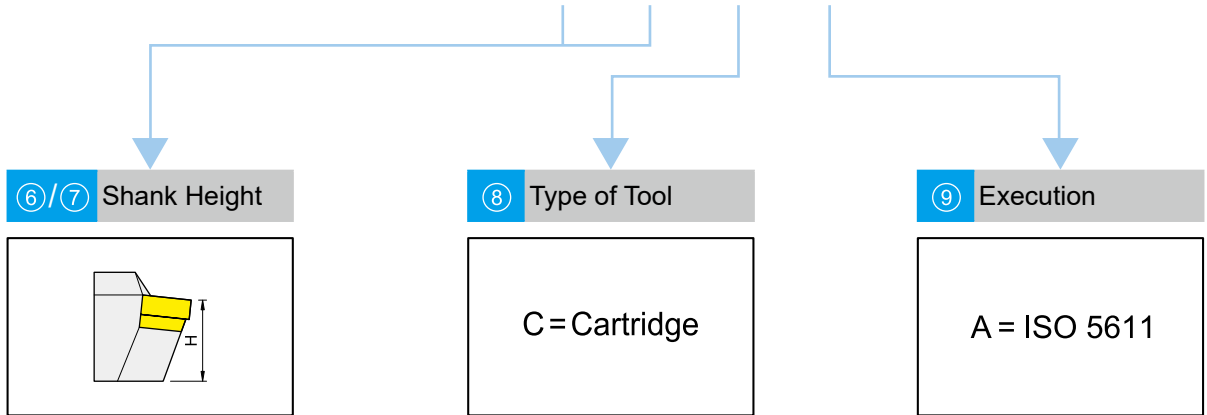 ⑥/⑦ Shank Height
⑧ Type of Tool
⑨ Execution
H
C = Cartridge
A = ISO 5611